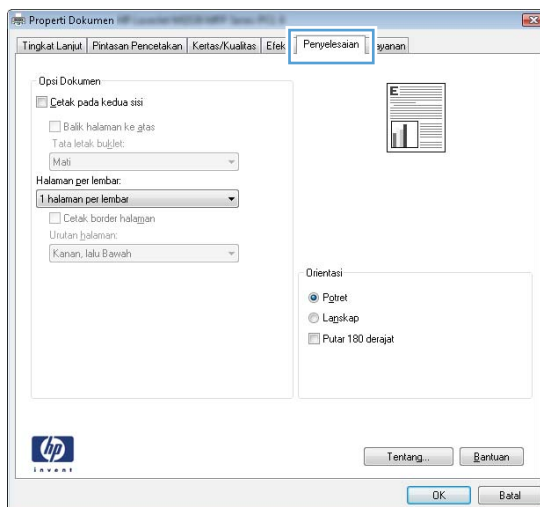 Properti Dokumen
Tingkat Lanjut Pintasan Pencetakan Kertas/Kualitas Efek Penyelesaian ayanan
Opsi Dokumen
Cetak pada kedua sisi
Balik halaman ke atas
Tata letak buklet:
Mati
Halaman per lembar:
1 halaman per lembar
Cetak border halaman
Urutan halaman:
Kanan, lalu Bawah
E
Orientasi
Potret
Lanskap
Putar 180 derajat
hp
invent
Tentang... Bantuan
OK Batal